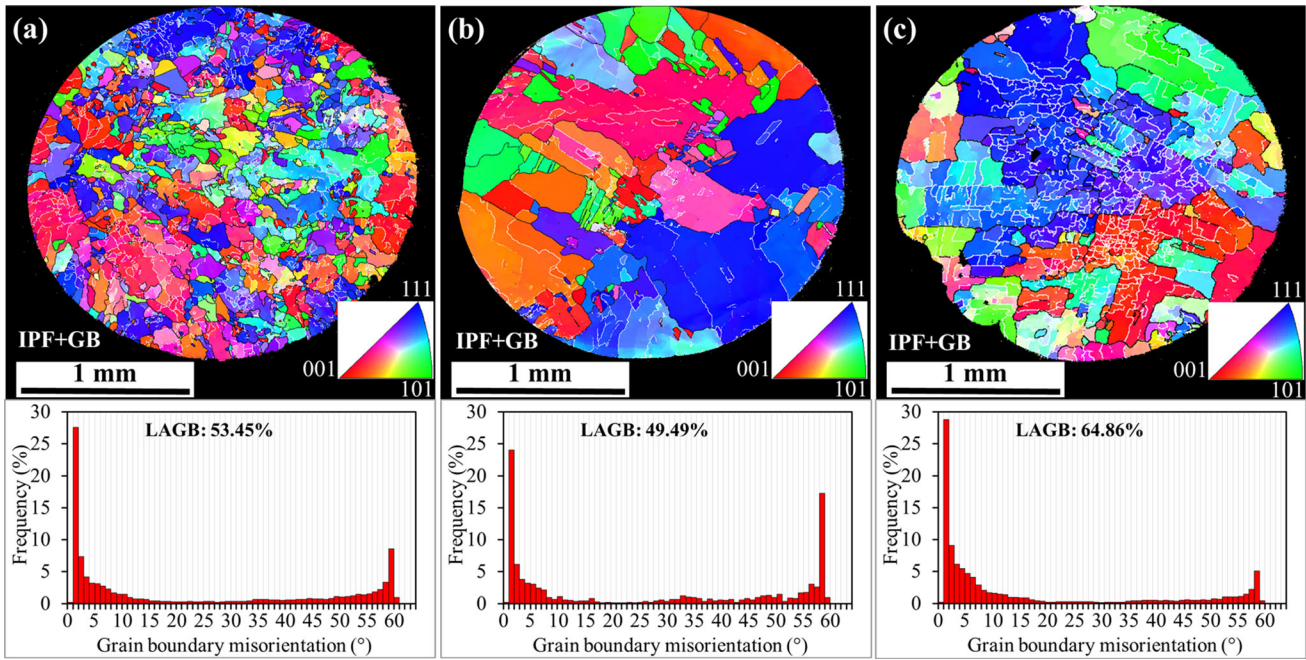 (a)
IPF+GB
1 mm
111
001
101
(b)
IPF+GB
1 mm
111
001
101
(c)
IPF+GB
1 mm
111
001
101
LAGB: 53.45%
Frequency (%)
30
25
20
15
10
5
0
0 5 10 15 20 25 30 35 40 45 50 55 60
Grain boundary misorientation (°)
LAGB: 49.49%
Frequency (%)
30
25
20
15
10
5
0
0 5 10 15 20 25 30 35 40 45 50 55 60
Grain boundary misorientation (°)
LAGB: 64.86%
Frequency (%)
30
25
20
15
10
5
0
0 5 10 15 20 25 30 35 40 45 50 55 60
Grain boundary misorientation (°)